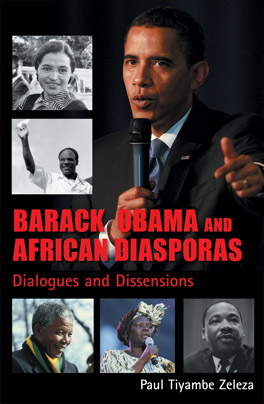 BARACK OBAMA AND
AFRICAN DIASPORAS
Dialogues and Dissensions
Paul Tiyambe Zeleza